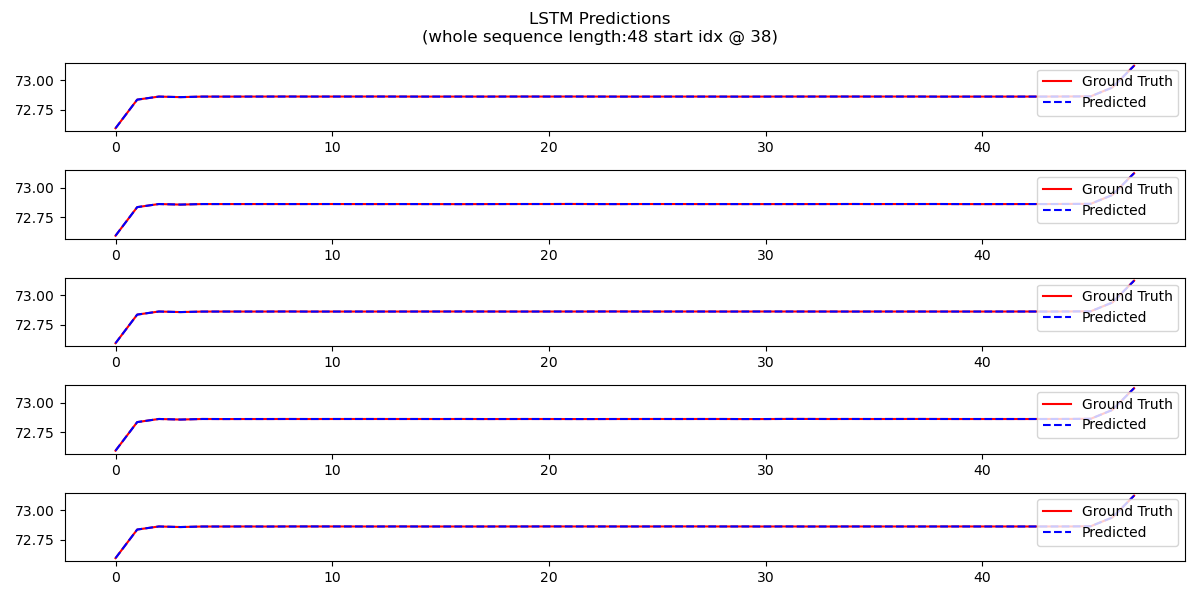 LSTM Predictions
(whole sequence length:48 start idx @ 38)
73.00
72.75
Ground Truth
Predicted
0 10 20 30 40
73.00
72.75
Ground Truth
Predicted
0 10 20 30 40
73.00
72.75
Ground Truth
Predicted
0 10 20 30 40
73.00
72.75
Ground Truth
Predicted
0 10 20 30 40
73.00
72.75
Ground Truth
Predicted
0 10 20 30 40